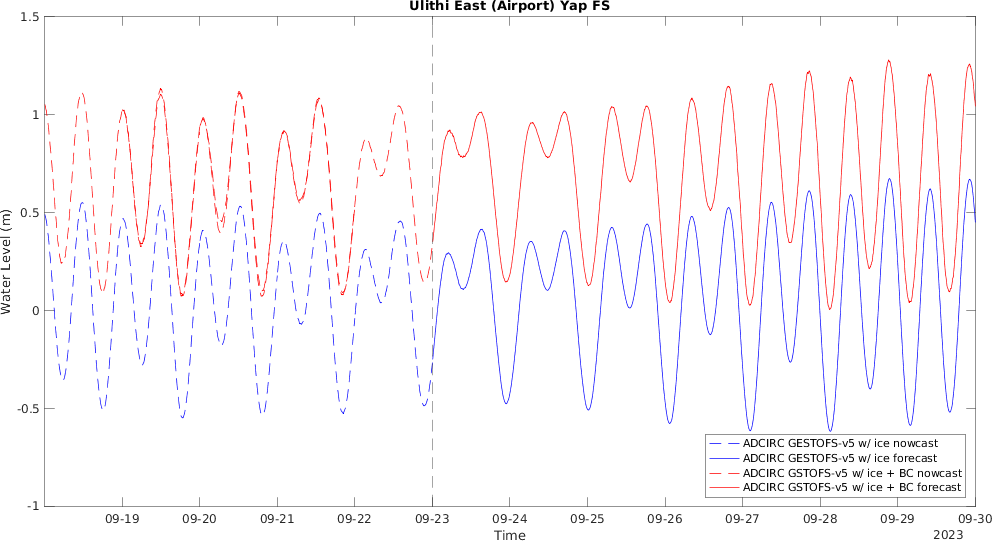 Ulithi East (Airport) Yap FS
Water Level (m)
1.5
1
0.5
0
-0.5
-1
ADCIRC GESTOFS-v5 w/ ice nowcast
ADCIRC GESTOFS-v5 w/ ice forecast
ADCIRC GSTOFS-v5 w/ ice + BC nowcast
ADCIRC GSTOFS-v5 w/ ice + BC forecast
09-19 09-20 09-21 09-22 09-23 09-24 09-25 09-26 09-27 09-28 09-29 09-30
Time
2023